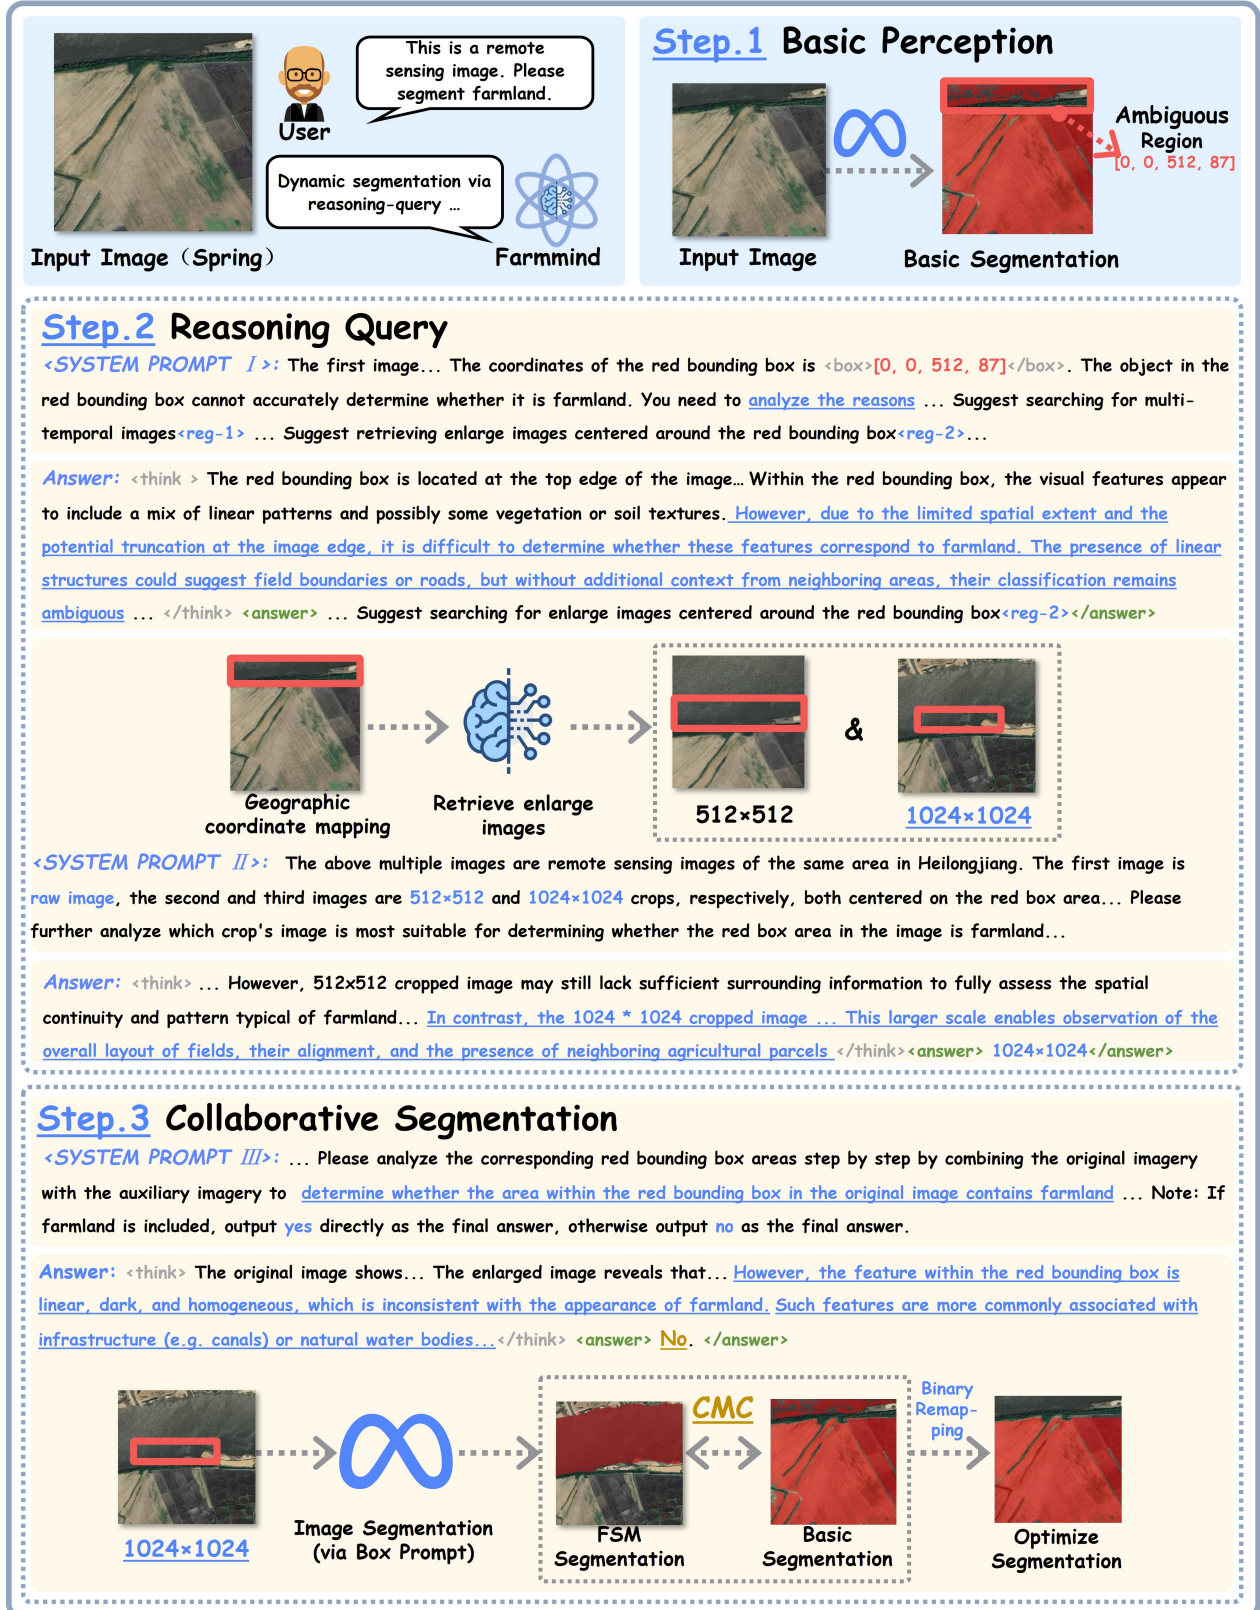 This is a remote
sensing image. Please
segment farmland.
User
Dynamic segmentation via
reasoning-query ...
Input Image（Spring）
Farmmind
Step.1 Basic Perception
Ambiguous
Region
[0, 0, 512, 87]
Input Image
Basic Segmentation
Step.2 Reasoning Query
<SYSTEM PROMPT Ⅰ>: The first image... The coordinates of the red bounding box is <box>[0, 0, 512, 87]</box>. The object in the
red bounding box cannot accurately determine whether it is farmland. You need to analyze the reasons ... Suggest searching for multi-
temporal images<reg-1> ... Suggest retrieving enlarge images centered around the red bounding box<reg-2>...
Answer: <think > The red bounding box is located at the top edge of the image... Within the red bounding box, the visual features appear
to include a mix of linear patterns and possibly some vegetation or soil textures. However, due to the limited spatial extent and the
potential truncation at the image edge, it is difficult to determine whether these features correspond to farmland. The presence of linear
structures could suggest field boundaries or roads, but without additional context from neighboring areas, their classification remains
ambiguous ... </think> <answer> ... Suggest searching for enlarge images centered around the red bounding box<reg-2></answer>
Geographic
coordinate mapping
Retrieve enlarge
images
512×512
&
1024×1024
<SYSTEM PROMPT Ⅱ>: The above multiple images are remote sensing images of the same area in Heilongjiang. The first image is
raw image, the second and third images are 512×512 and 1024×1024 crops, respectively, both centered on the red box area... Please
further analyze which crop's image is most suitable for determining whether the red box area in the image is farmland...
Answer: <think> ... However, 512x512 cropped image may still lack sufficient surrounding information to fully assess the spatial
continuity and pattern typical of farmland... In contrast, the 1024 * 1024 cropped image ... This larger scale enables observation of the
overall layout of fields, their alignment, and the presence of neighboring agricultural parcels </think><answer> 1024×1024</answer>
Step.3 Collaborative Segmentation
<SYSTEM PROMPT Ⅲ>: ... Please analyze the corresponding red bounding box areas step by step by combining the original imagery
with the auxiliary imagery to determine whether the area within the red bounding box in the original image contains farmland ... Note: If
farmland is included, output yes directly as the final answer, otherwise output no as the final answer.
Answer: <think> The original image shows... The enlarged image reveals that... However, the feature within the red bounding box is
linear, dark, and homogeneous, which is inconsistent with the appearance of farmland. Such features are more commonly associated with
infrastructure (e.g. canals) or natural water bodies...</think> <answer> No. </answer>
1024×1024
Image Segmentation
(via Box Prompt)
CMC
FSM
Segmentation
Basic
Segmentation
Binary
Remap-
ping
Optimize
Segmentation